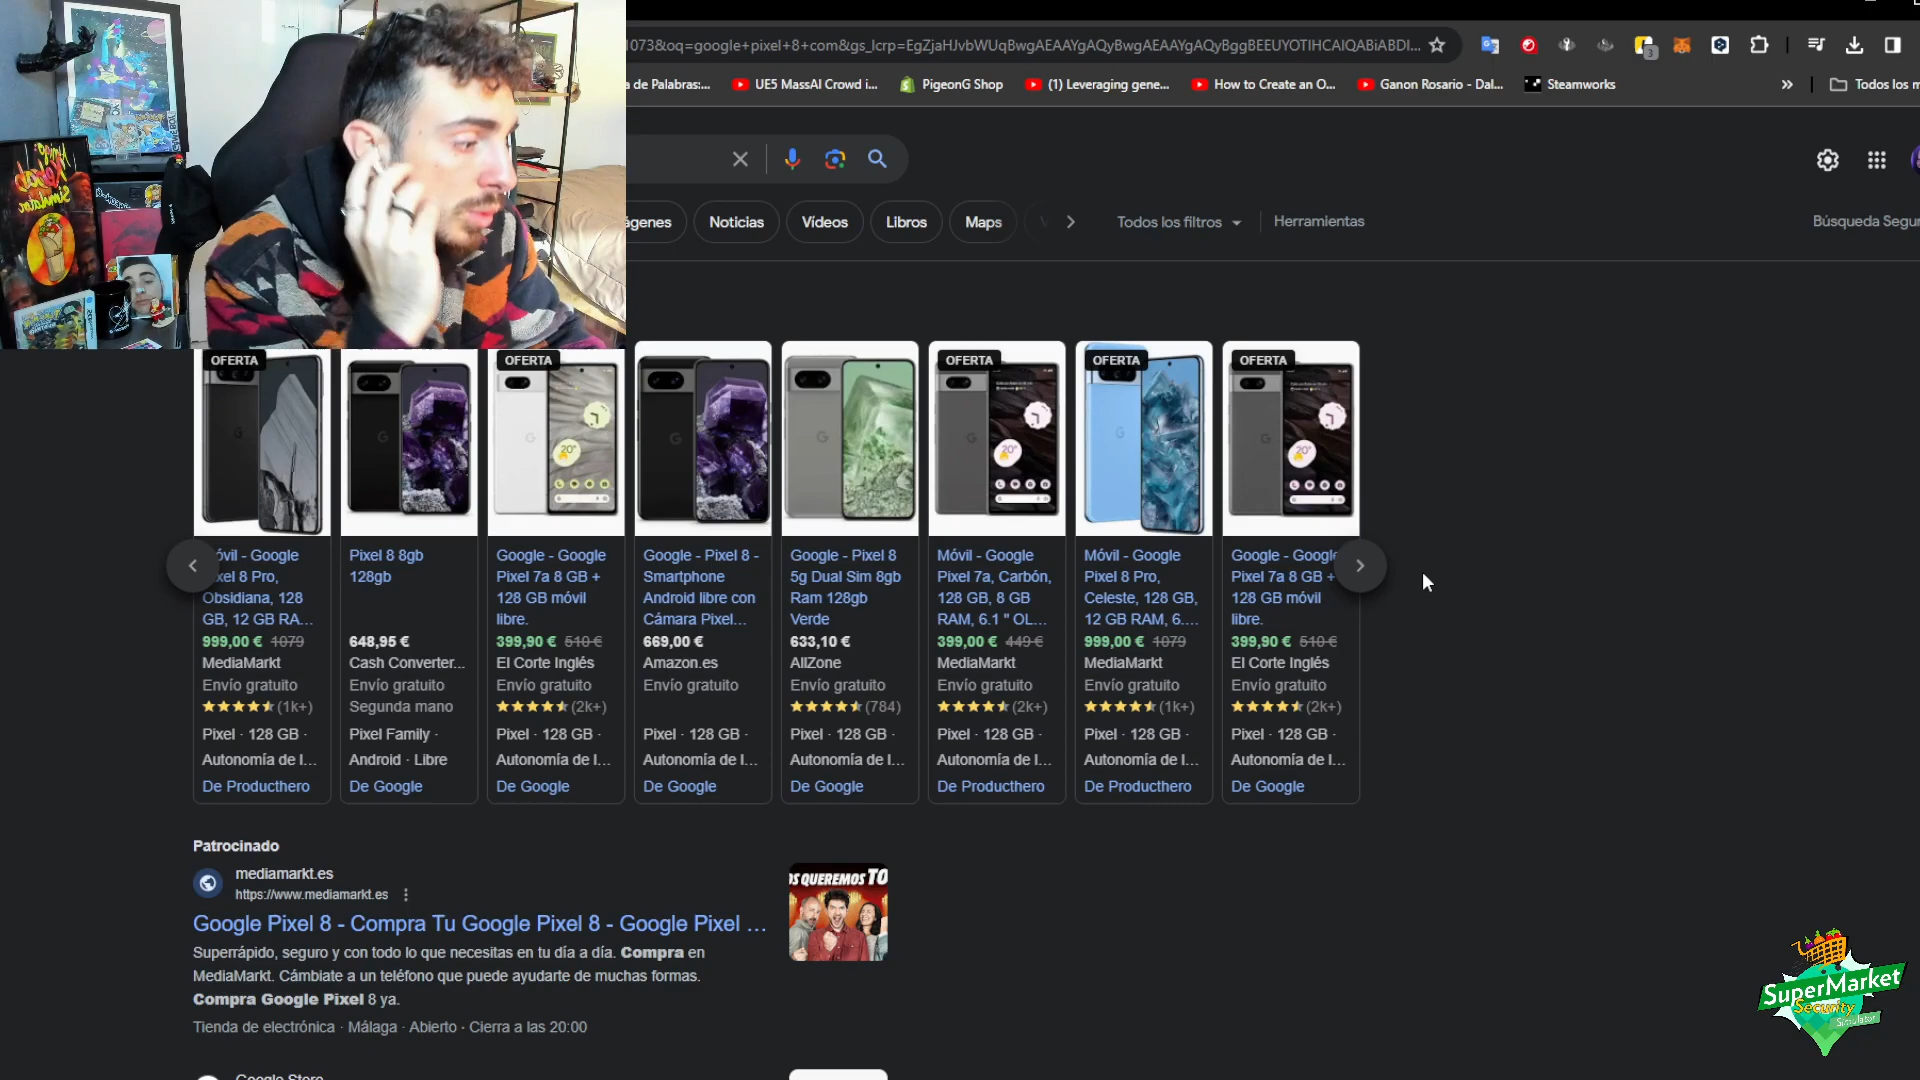 1073&oq=google+pixel+8+com&gs_lcrp=EgZjaHJvbWUqBwgAEAAYgAQyBwgAEAAYgAQyBggBEEUYOTIHCAIQABiABDI...
3
a de Palabras:...
UE5 MassAI Crowd i...
PigeonG Shop
(1) Leveraging gene...
How to Create an O...
Ganon Rosario - Dal...
Steamworks
»
Todos los m
ágenes
Noticias
Vídeos
Libros
Maps
Todos los filtros
Herramientas
Búsqueda Segur
OFERTA
óvil - Google
xel 8 Pro,
Obsidiana, 128
GB, 12 GB RA...
999,00 € 1079
MediaMarkt
Envío gratuito
(1k+)
Pixel · 128 GB ·
Autonomía de l...
De Producthero
Pixel 8 8gb
128gb
648,95 €
Cash Converter...
Envío gratuito
Segunda mano
Pixel Family ·
Android · Libre
De Google
OFERTA
Google - Google
Pixel 7a 8 GB +
128 GB móvil
libre.
399,90 € 510 €
El Corte Inglés
Envío gratuito
(2k+)
Pixel · 128 GB ·
Autonomía de l...
De Google
Google - Pixel 8 -
Smartphone
Android libre con
Cámara Pixel...
669,00 €
Amazon.es
Envío gratuito
Pixel · 128 GB ·
Autonomía de l...
De Google
Google - Pixel 8
5g Dual Sim 8gb
Ram 128gb
Verde
633,10 €
AllZone
Envío gratuito
(784)
Pixel · 128 GB ·
Autonomía de l...
De Google
OFERTA
20°
Móvil - Google
Pixel 7a, Carbón,
128 GB, 8 GB
RAM, 6.1 " OL...
399,00 € 449 €
MediaMarkt
Envío gratuito
(2k+)
Pixel · 128 GB ·
Autonomía de l...
De Producthero
OFERTA
Móvil - Google
Pixel 8 Pro,
Celeste, 128 GB,
12 GB RAM, 6....
999,00 € 1079
MediaMarkt
Envío gratuito
(1k+)
Pixel · 128 GB ·
Autonomía de l...
De Producthero
OFERTA
20°
Google - Google
Pixel 7a 8 GB +
128 GB móvil
libre.
399,90 € 510 €
El Corte Inglés
Envío gratuito
(2k+)
Pixel · 128 GB ·
Autonomía de l...
De Google
Patrocinado
mediamarkt.es
https://www.mediamarkt.es
Google Pixel 8 - Compra Tu Google Pixel 8 - Google Pixel ...
Superrápido, seguro y con todo lo que necesitas en tu día a día. Compra en
MediaMarkt. Cámbiate a un teléfono que puede ayudarte de muchas formas.
Compra Google Pixel 8 ya.
Tienda de electrónica · Málaga · Abierto · Cierra a las 20:00
OS QUEREMOS TO
Google Store
SuperMarket
Security
Simulator